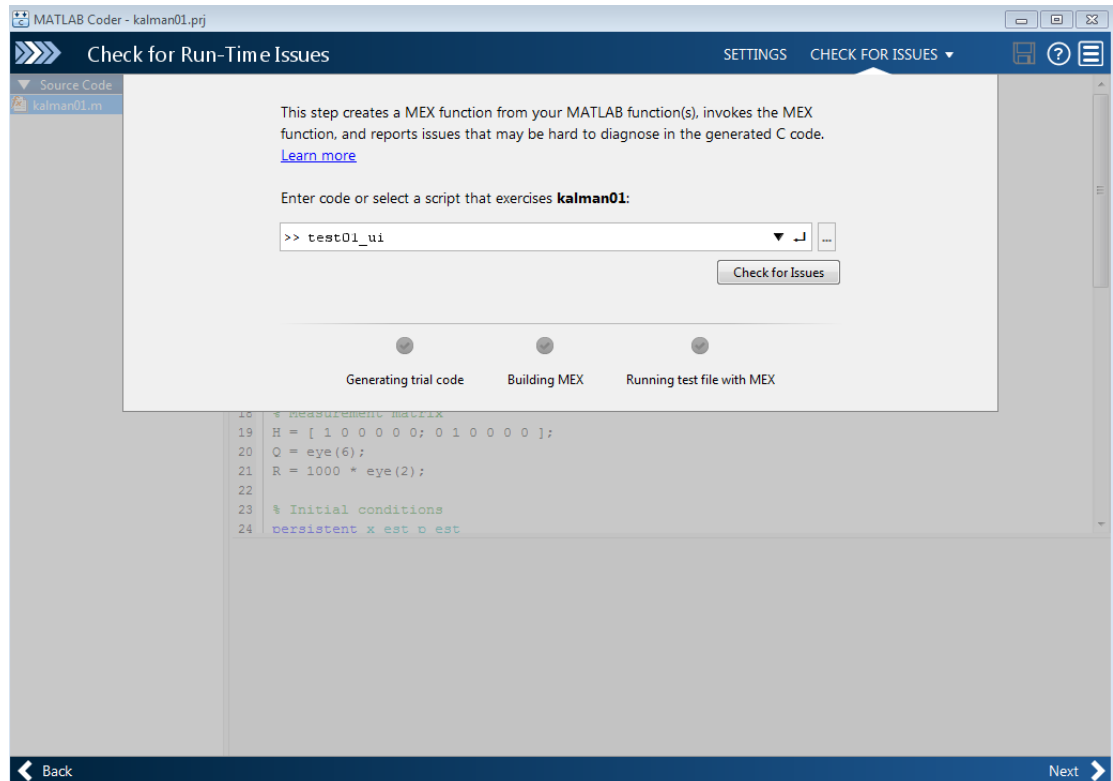 MATLAB Coder - kalman01.prj
Check for Run-Time Issues
SETTINGS CHECK FOR ISSUES ▼
Source Code
kalman01.m
This step creates a MEX function from your MATLAB function(s), invokes the MEX
function, and reports issues that may be hard to diagnose in the generated C code.
Learn more
Enter code or select a script that exercises kalman01:
>> test01_ui
...
Check for Issues
Generating trial code Building MEX Running test file with MEX
18 % Measurement matrix
19 H = [ 1 0 0 0 0 0; 0 1 0 0 0 0 ];
20 Q = eye(6);
21 R = 1000 * eye(2);
22
23 % Initial conditions
24 persistent x_est p_est
Back
Next